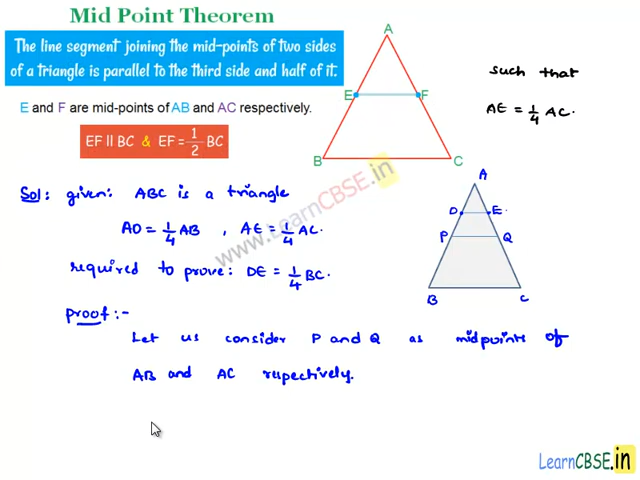 Mid Point Theorem
The line segment joining the mid-points of two sides
of a triangle is parallel to the third side and half of it.
E and F are mid-points of AB and AC respectively.
EF ll BC & EF = 1/2 BC
A
E F
B C
such that
AE = 1/4 AC.
Sol: given: ABC is a triangle
AD = 1/4 AB , AE = 1/4 AC.
required to prove: DE = 1/4 BC.
A
D E
P Q
B C
proof :-
Let us consider P and Q as midpoints of
AB and AC respectively.
www.LearnCBSE.in
LearnCBSE.in